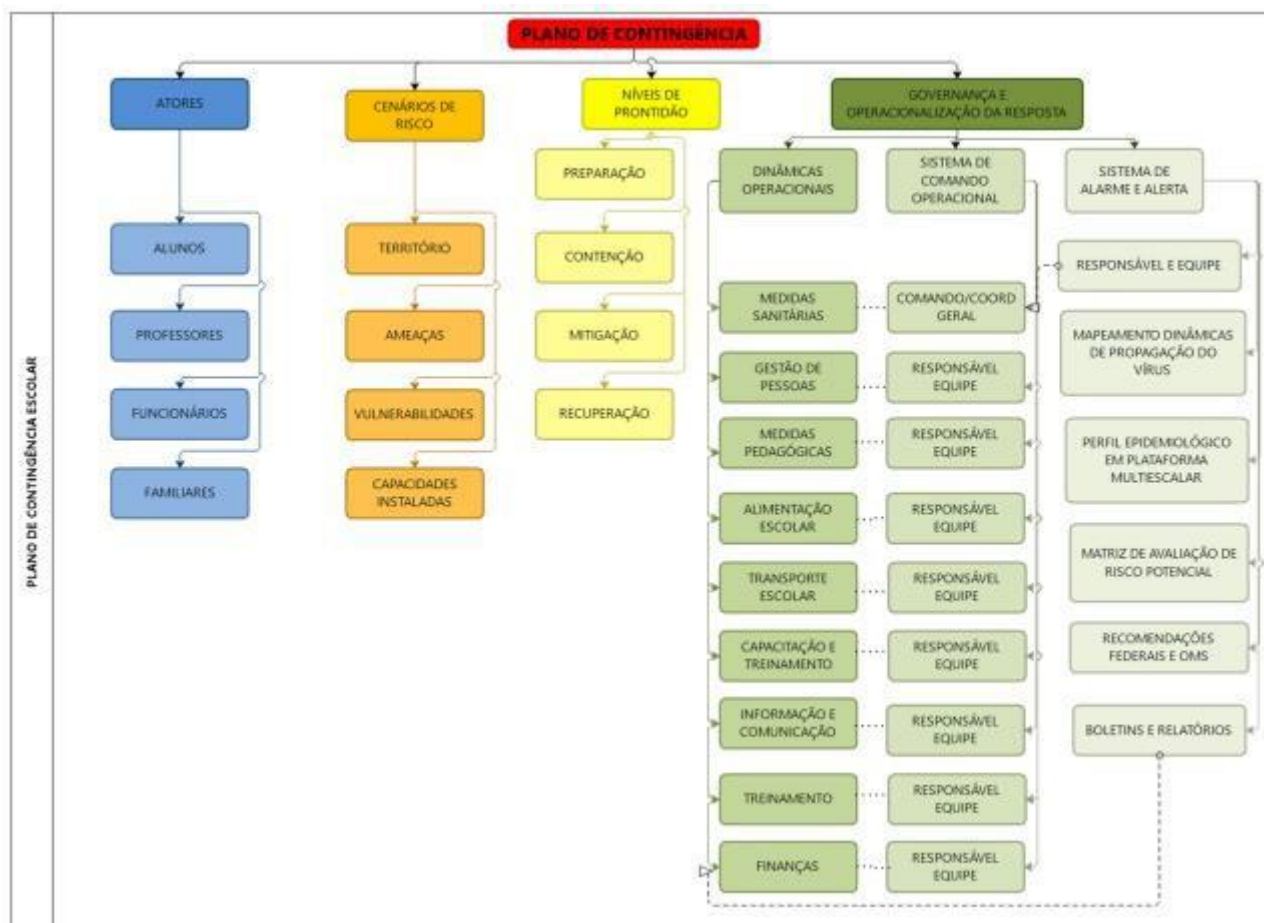 PLANO DE CONTINGÊNCIA ESCOLAR
PLANO DE CONTINGÊNCIA
ATORES
ALUNOS
PROFESSORES
FUNCIONÁRIOS
FAMILIARES
CENÁRIOS DE
RISCO
TERRITÓRIO
AMEAÇAS
VULNERABILIDADES
CAPACIDADES
INSTALADAS
NÍVEIS DE
PRONTIDÃO
PREPARAÇÃO
CONTENÇÃO
MITIGAÇÃO
RECUPERAÇÃO
GOVERNANÇA E
OPERACIONALIZAÇÃO DA RESPOSTA
DINÂMICAS
OPERACIONAIS
MEDIDAS
SANITÁRIAS
GESTÃO DE
PESSOAS
MEDIDAS
PEDAGÓGICAS
ALIMENTAÇÃO
ESCOLAR
TRANSPORTE
ESCOLAR
CAPACITAÇÃO E
TREINAMENTO
INFORMAÇÃO E
COMUNICAÇÃO
TREINAMENTO
FINANÇAS
SISTEMA DE
COMANDO
OPERACIONAL
COMANDO/COORD
GERAL
RESPONSÁVEL
EQUIPE
RESPONSÁVEL
EQUIPE
RESPONSÁVEL
EQUIPE
RESPONSÁVEL
EQUIPE
RESPONSÁVEL
EQUIPE
RESPONSÁVEL
EQUIPE
RESPONSÁVEL
EQUIPE
RESPONSÁVEL
EQUIPE
SISTEMA DE
ALARME E ALERTA
RESPONSÁVEL E EQUIPE
MAPEAMENTO DINÂMICAS
DE PROPAGAÇÃO DO
VÍRUS
PERFIL EPIDEMIOLÓGICO
EM PLATAFORMA
MULTIESCALAR
MATRIZ DE AVALIAÇÃO DE
RISCO POTENCIAL
RECOMENDAÇÕES
FEDERAIS E OMS
BOLETINS E RELATÓRIOS